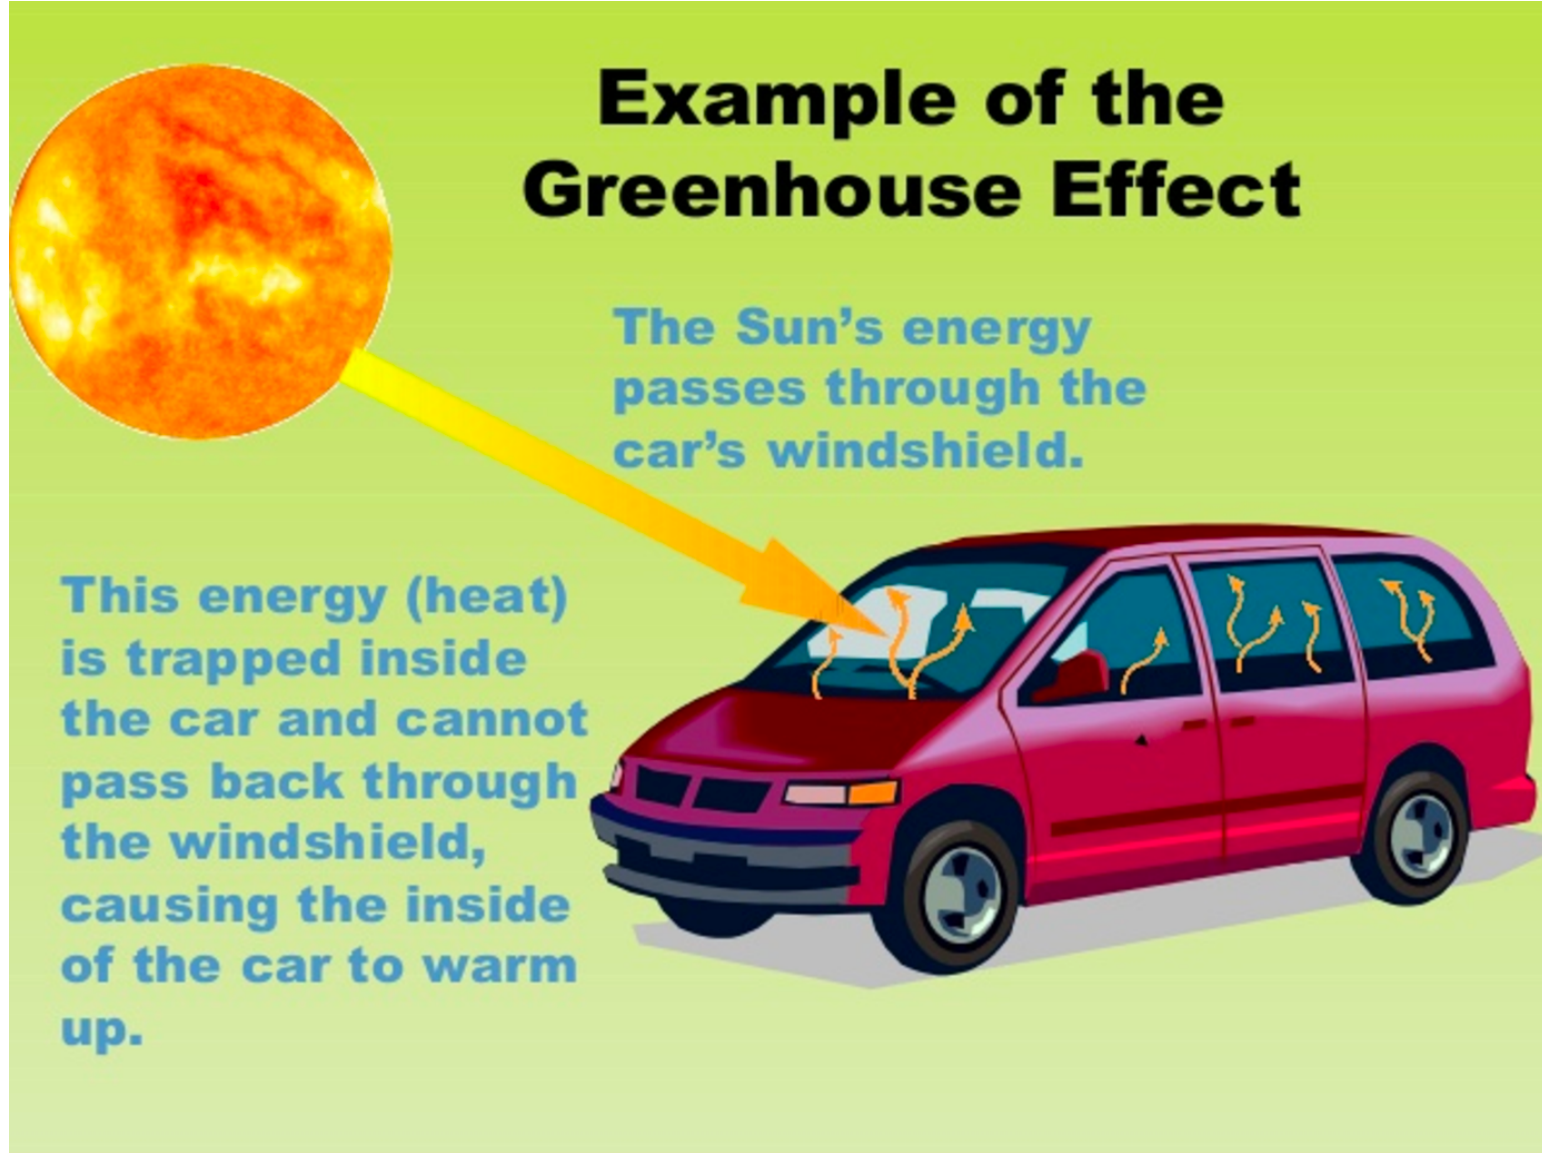 Example of the
Greenhouse Effect
The Sun’s energy
passes through the
car’s windshield.
This energy (heat)
is trapped inside
the car and cannot
pass back through
the windshield,
causing the inside
of the car to warm
up.